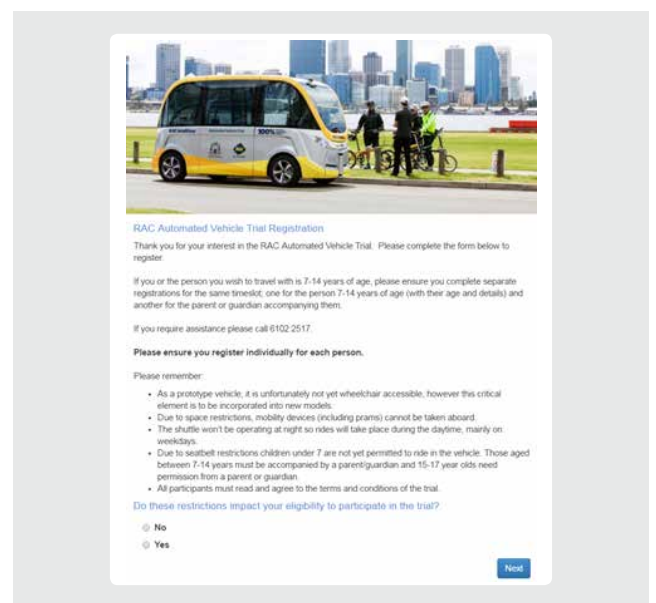 100%
RAC Automated Vehicle Trial Registration
Thank you for your interest in the RAC Automated Vehicle Trial. Please complete the form below to
register.
If you or the person you wish to travel with is 7-14 years of age, please ensure you complete separate
registrations for the same timeslot; one for the person 7-14 years of age (with their age and details) and
another for the parent or guardian accompanying them.
If you require assistance please call 6102 2517.
Please ensure you register individually for each person.
Please remember:
• As a prototype vehicle, it is unfortunately not yet wheelchair accessible, however this critical
element is to be incorporated into new models.
• Due to space restrictions, mobility devices (including prams) cannot be taken aboard.
• The shuttle won't be operating at night so rides will take place during the daytime, mainly on
weekdays.
• Due to seatbelt restrictions children under 7 are not yet permitted to ride in the vehicle. Those aged
between 7-14 years must be accompanied by a parent/guardian and 15-17 year olds need
permission from a parent or guardian.
• All participants must read and agree to the terms and conditions of the trial.
Do these restrictions impact your eligibility to participate in the trial?
No
Yes
Next